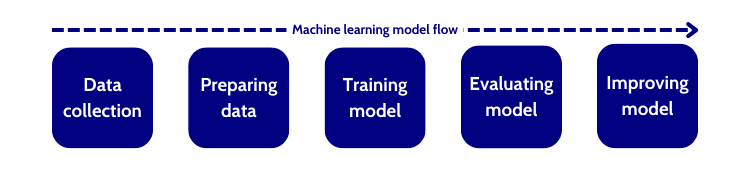 Machine learning model flow
Data
collection
Preparing
data
Training
model
Evaluating
model
Improving
model